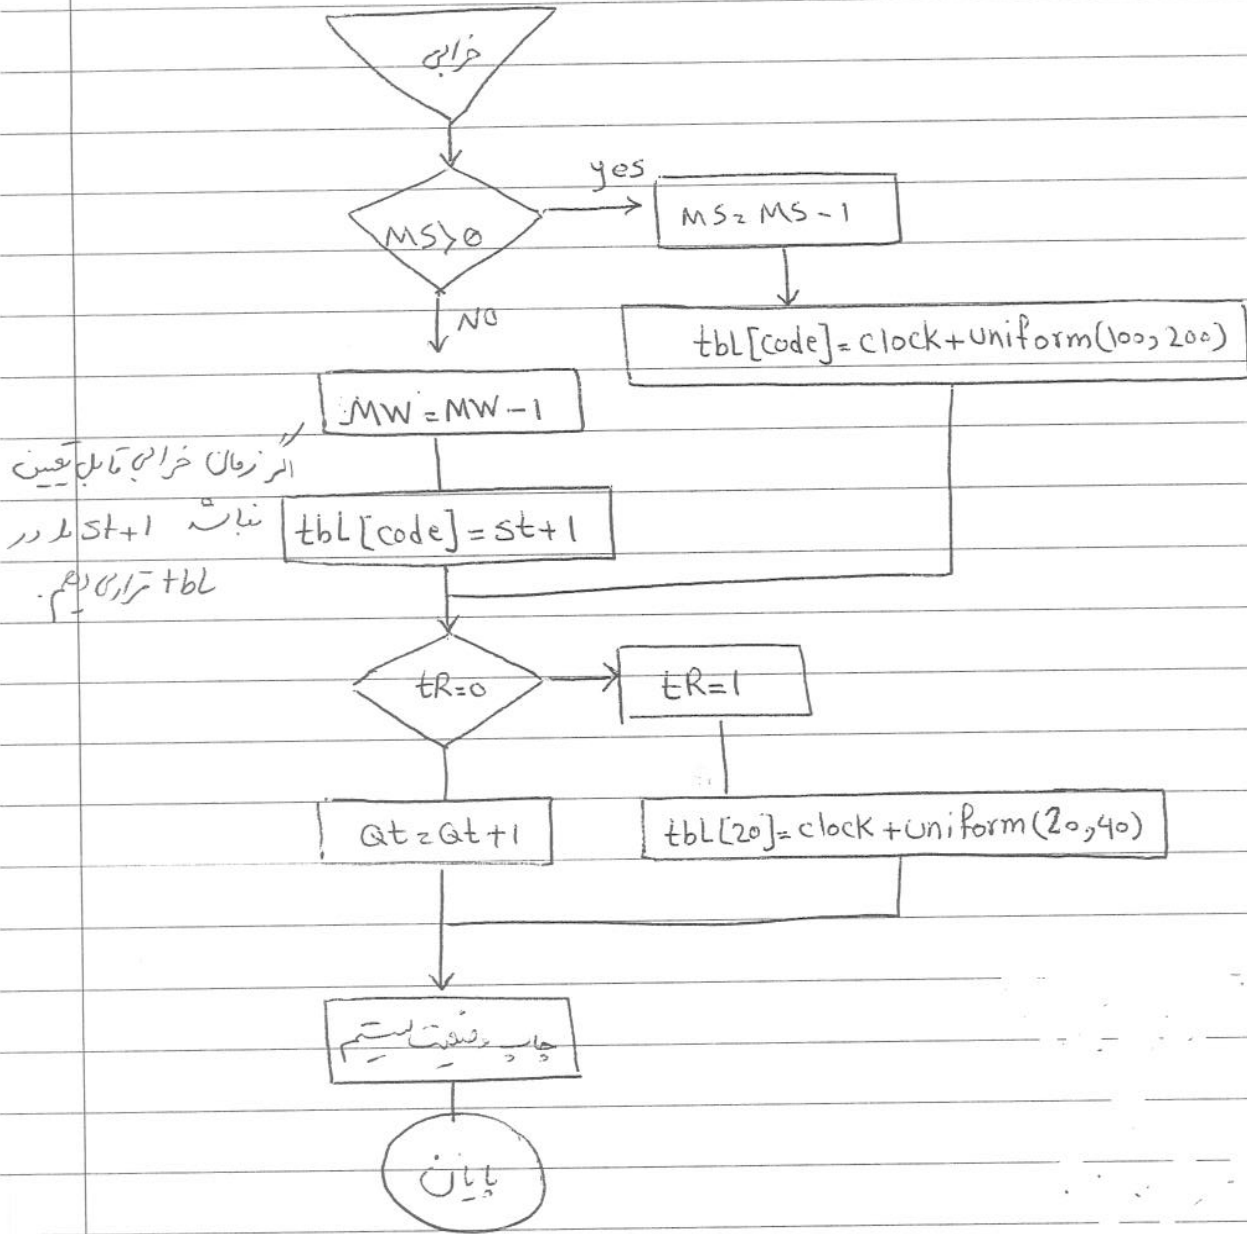 خرابی
MS>0
yes
MS = MS - 1
tbL[code] = clock + uniform(100, 200)
NO
MW = MW - 1
اگر زمان خرابی قابل تعیین
نباشد st+1 را در
tbL قرار می دهیم.
tbL[code] = st + 1
tR=0
tR=1
Qt = Qt + 1
tbL[20] = clock + uniform(20, 40)
چاپ وضعیت سیستم
پایان